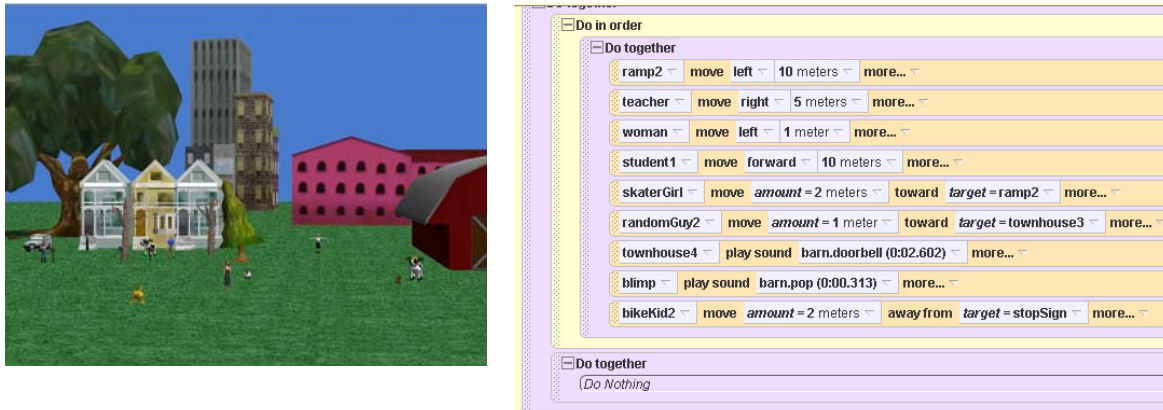 Do together
Do in order
Do together
ramp2 move left 10 meters more...
teacher move right 5 meters more...
woman move left 1 meter more...
student1 move forward 10 meters more...
skaterGirl move amount = 2 meters toward target = ramp2 more...
randomGuy2 move amount = 1 meter toward target = townhouse3 more...
townhouse4 play sound barn.doorbell (0:02.602) more...
blimp play sound barn.pop (0:00.313) more...
bikeKid2 move amount = 2 meters away from target = stopSign more...
Do together
Do Nothing